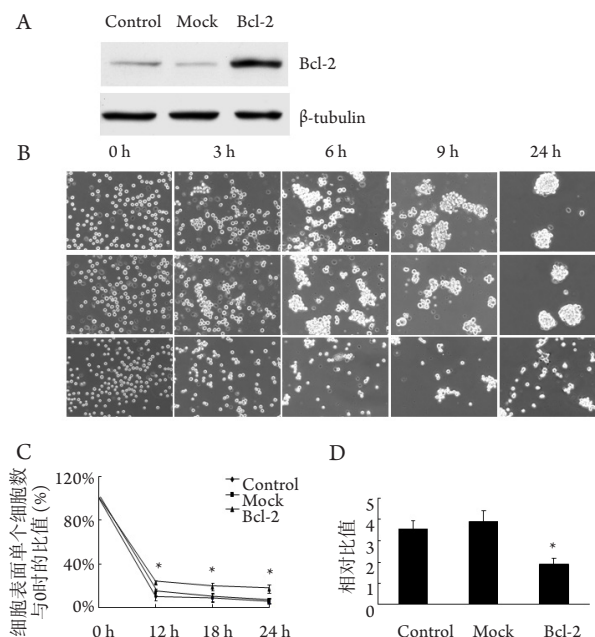 A
Control Mock Bcl-2
Bcl-2
β-tubulin
B
0 h 3 h 6 h 9 h 24 h
C
细胞表面单个细胞数
与0时的比值(%)
120%
80%
40%
0%
Control
Mock
Bcl-2
* * *
0 h 12 h 18 h 24 h
D
相对比值
5
4
3
2
1
0
*
Control Mock Bcl-2